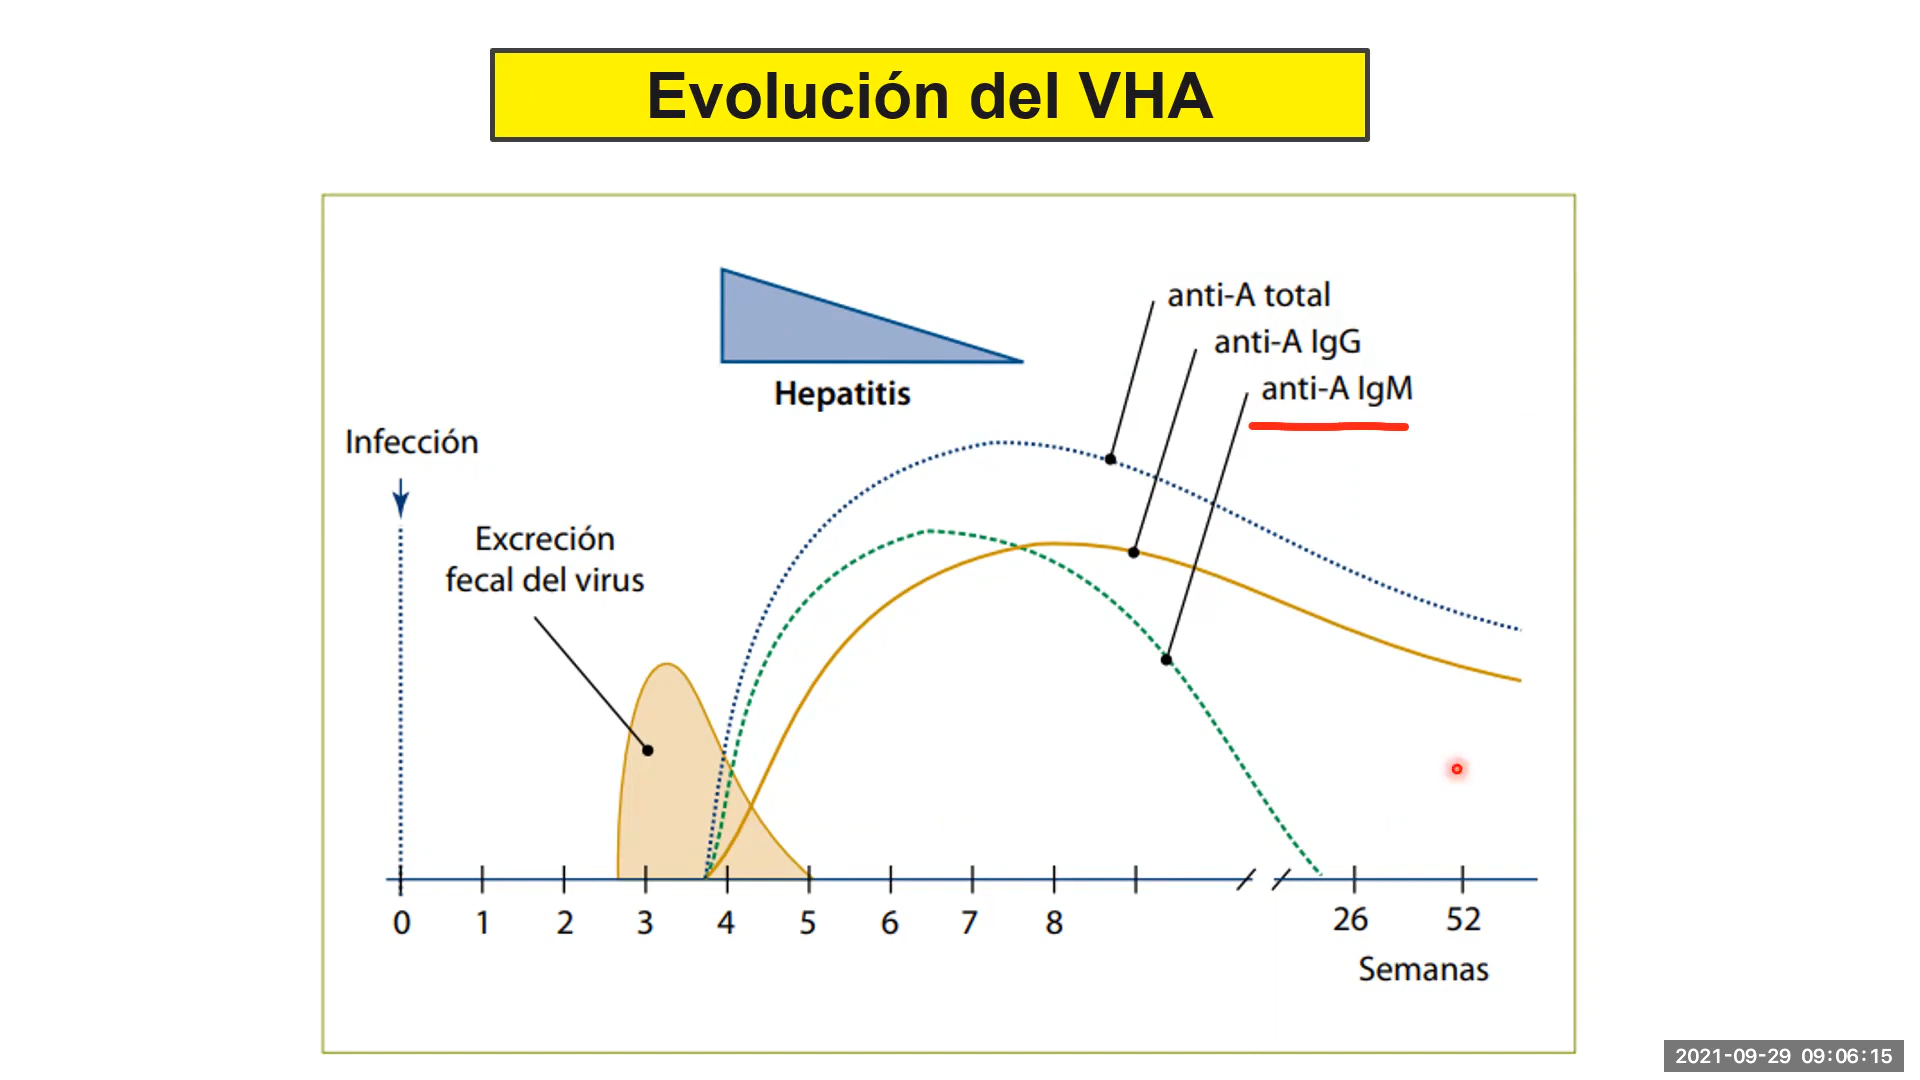 Evolución del VHA
anti-A total
anti-A IgG
anti-A IgM
Hepatitis
Infección
Excreción
fecal del virus
0 1 2 3 4 5 6 7 8 26 52
Semanas
2021-09-29 09:06:15